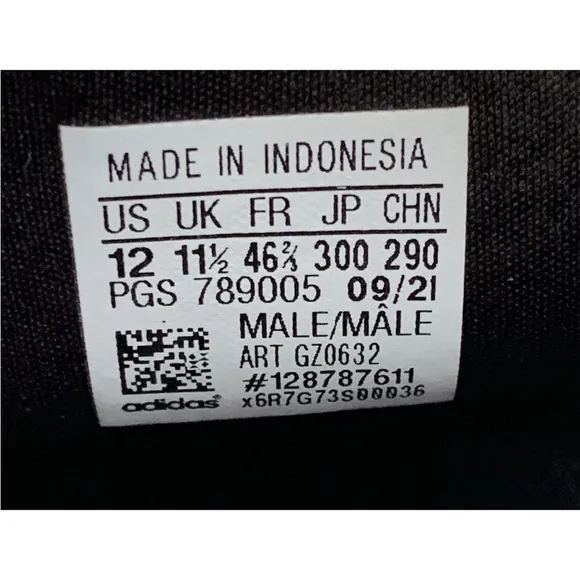 MADE IN INDONESIA
US UK FR JP CHN
12 11½ 46⅔ 300 290
PGS 789005 09/21
MALE/MÂLE
ART GZ0632
#128787611
adidas x6R7G73S00036